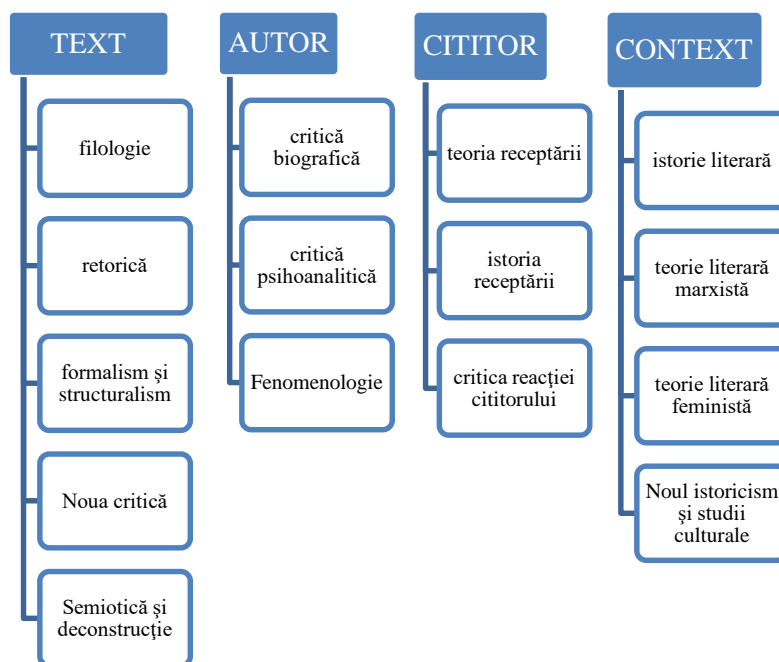 TEXT
filologie
retorică
formalism şi
structuralism
Noua critică
Semiotică şi
deconstrucţie
AUTOR
critică
biografică
critică
psihoanalitică
Fenomenologie
CITITOR
teoria receptării
istoria
receptării
critica reacţiei
cititorului
CONTEXT
istorie literară
teorie literară
marxistă
teorie literară
feministă
Noul istoricism
şi studii
culturale